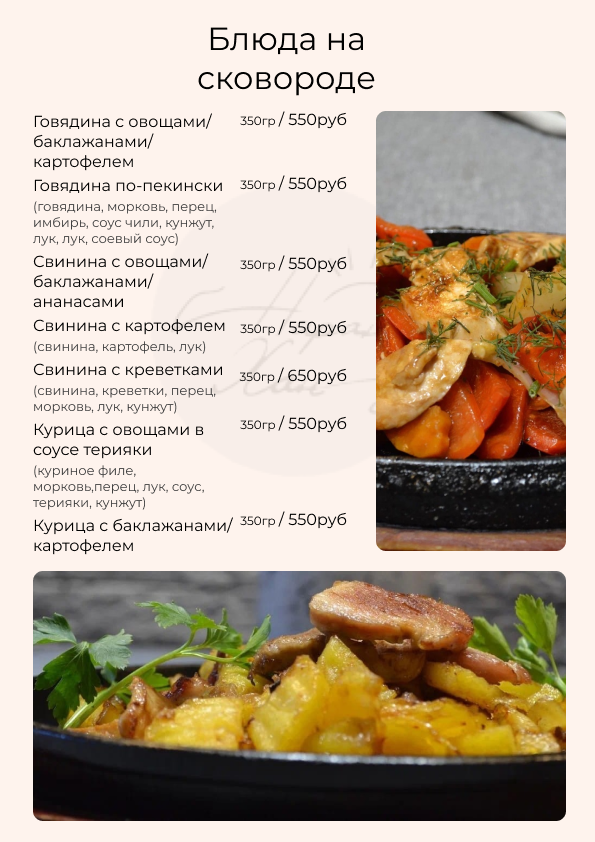 Блюда на
сковороде
Говядина с овощами/ 350гр / 550руб
баклажанами/
картофелем
Говядина по-пекински 350гр / 550руб
(говядина, морковь, перец,
имбирь, соус чили, кунжут,
лук, лук, соевый соус)
Свинина с овощами/ 350гр / 550руб
баклажанами/
ананасами
Свинина с картофелем 350гр / 550руб
(свинина, картофель, лук)
Свинина с креветками 350гр / 650руб
(свинина, креветки, перец,
морковь, лук, кунжут)
Курица с овощами в 350гр / 550руб
соусе терияки
(куриное филе,
морковь,перец, лук, соус,
терияки, кунжут)
Курица с баклажанами/ 350гр / 550руб
картофелем